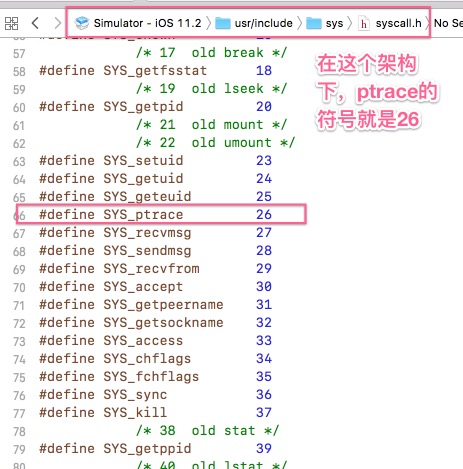 Simulator - iOS 11.2 > usr/include > sys > syscall.h > No Se
57 /* 17 old break */
58 #define SYS_getfsstat 18
59 /* 19 old lseek */
60 #define SYS_getpid 20
61 /* 21 old mount */
62 /* 22 old umount */
63 #define SYS_setuid 23
64 #define SYS_getuid 24
65 #define SYS_geteuid 25
66 #define SYS_ptrace 26
67 #define SYS_recvmsg 27
68 #define SYS_sendmsg 28
69 #define SYS_recvfrom 29
70 #define SYS_accept 30
71 #define SYS_getpeername 31
72 #define SYS_getsockname 32
73 #define SYS_access 33
74 #define SYS_chflags 34
75 #define SYS_fchflags 35
76 #define SYS_sync 36
77 #define SYS_kill 37
78 /* 38 old stat */
79 #define SYS_getppid 39
80 /* 40 old lstat */
在这个架构
下，ptrace的
符号就是26